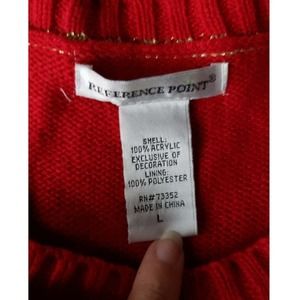 REFERENCE POINT®
SHELL:
100% ACRYLIC
EXCLUSIVE OF
DECORATION
LINING:
100% POLYESTER
RN#73352
MADE IN CHINA
L